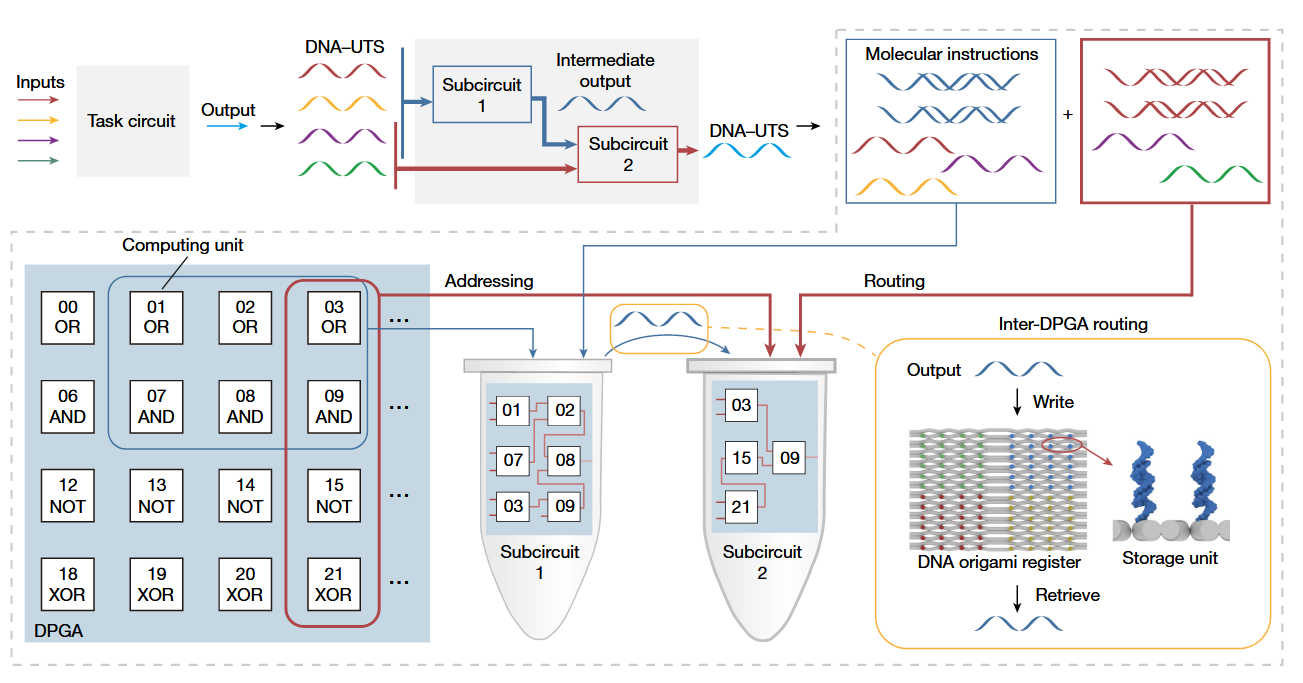 DNA–UTS
Inputs
Task circuit
Output
Subcircuit
1
Intermediate
output
Subcircuit
2
DNA–UTS
Molecular instructions
+
Computing unit
00
OR
01
OR
02
OR
03
OR
...
06
AND
07
AND
08
AND
09
AND
...
12
NOT
13
NOT
14
NOT
15
NOT
...
18
XOR
19
XOR
20
XOR
21
XOR
...
DPGA
Addressing
Routing
01
02
07
08
03
09
Subcircuit
1
03
15
09
21
Subcircuit
2
Inter-DPGA routing
Output
Write
DNA origami register
Storage unit
Retrieve